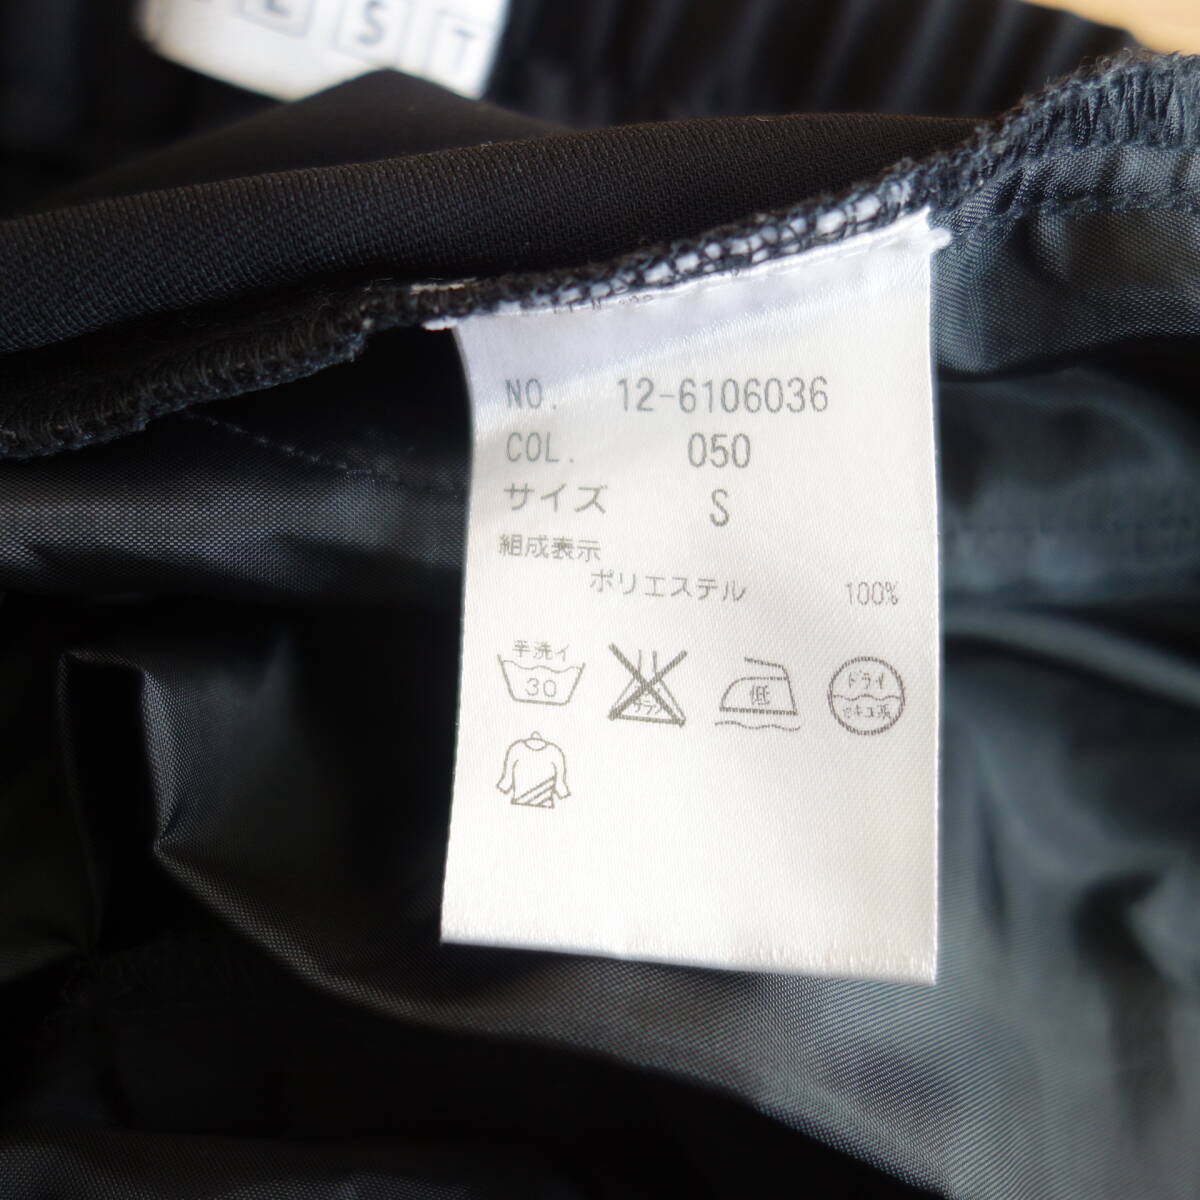 S T
NO. 12-6106036
COL. 050
サイズ S
組成表示
ポリエステル 100%
手洗イ 30
低
ドライ
セキユ系